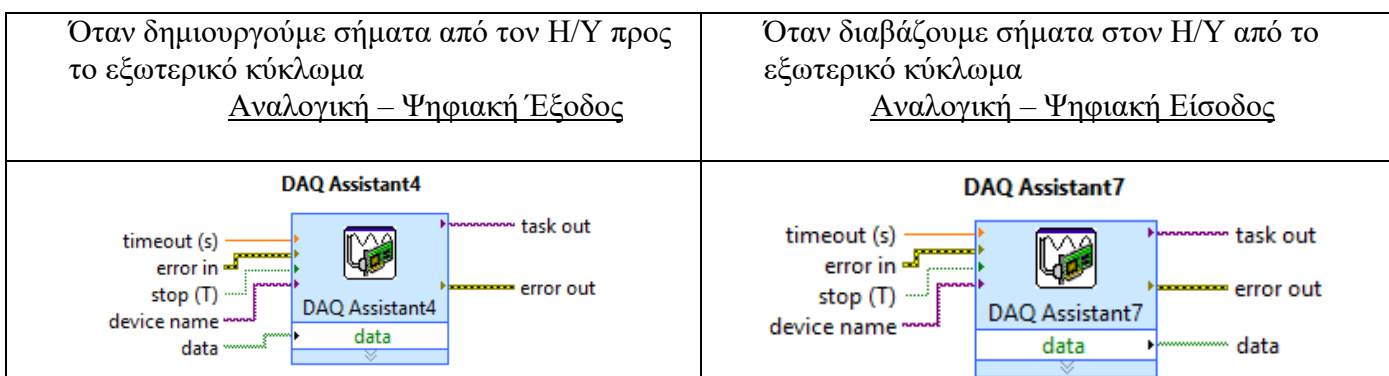 Όταν δημιουργούμε σήματα από τον Η/Υ προς
το εξωτερικό κύκλωμα
Αναλογική – Ψηφιακή Έξοδος
Όταν διαβάζουμε σήματα στον Η/Υ από το
εξωτερικό κύκλωμα
Αναλογική – Ψηφιακή Είσοδος
DAQ Assistant4
timeout (s)
error in
stop (T)
device name
data
DAQ Assistant4
data
task out
error out
DAQ Assistant7
timeout (s)
error in
stop (T)
device name
DAQ Assistant7
data
task out
error out
data